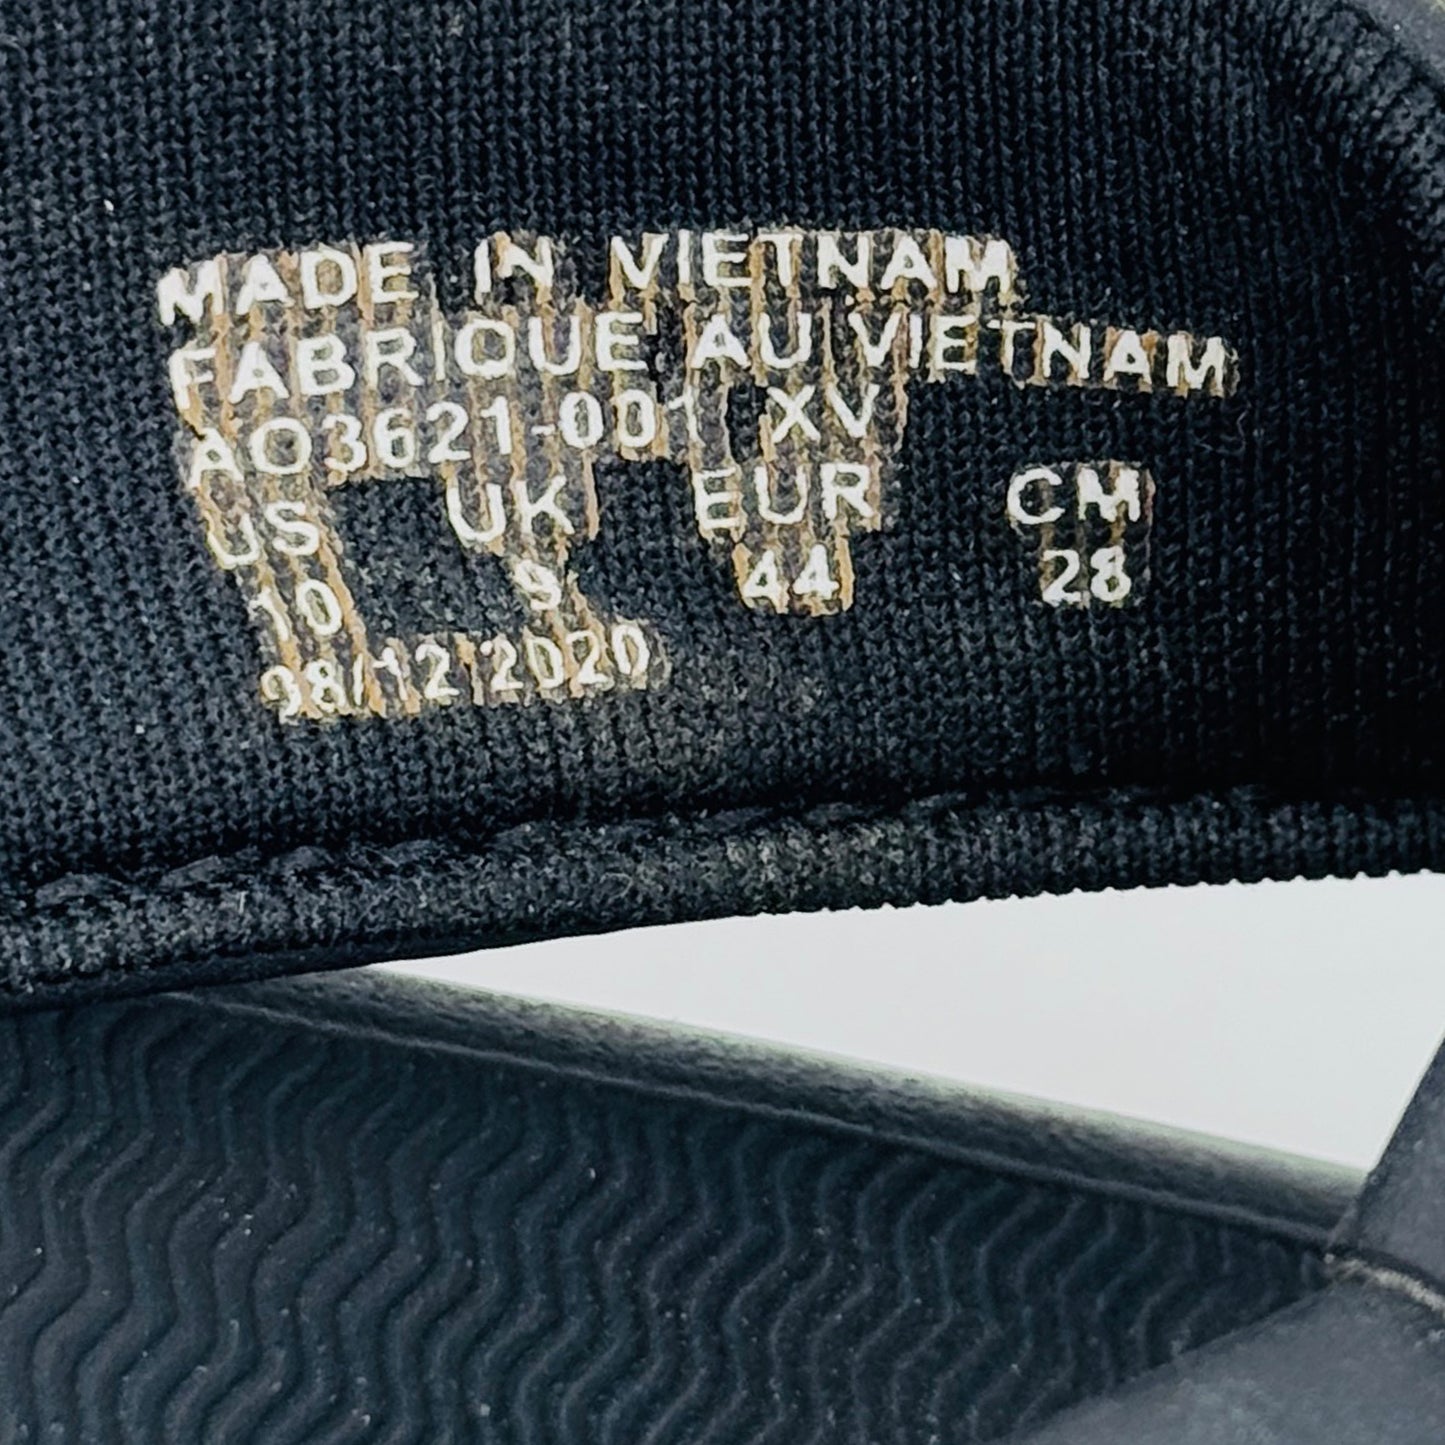 MADE IN VIETNAM
FABRIQUE AU VIETNAM
AO3621-001 XV
US UK EUR CM
10 9 44 28
08/12/2020